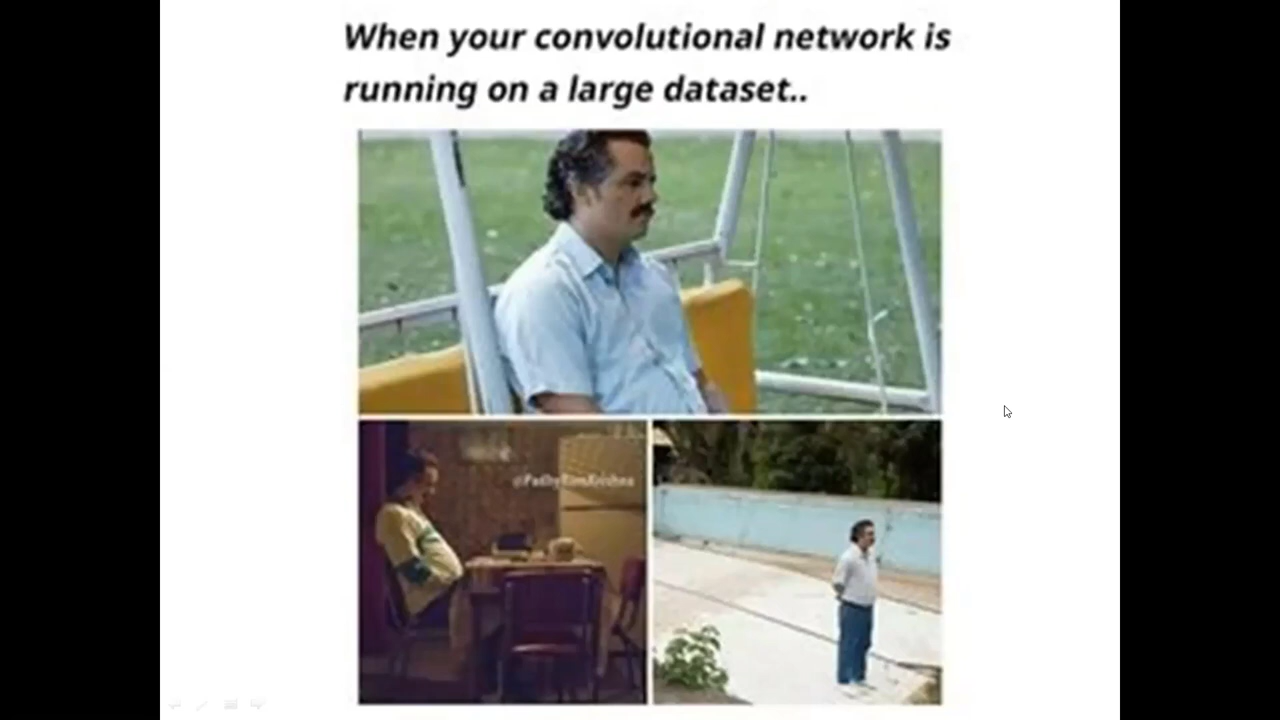 When your convolutional network is
running on a large dataset..